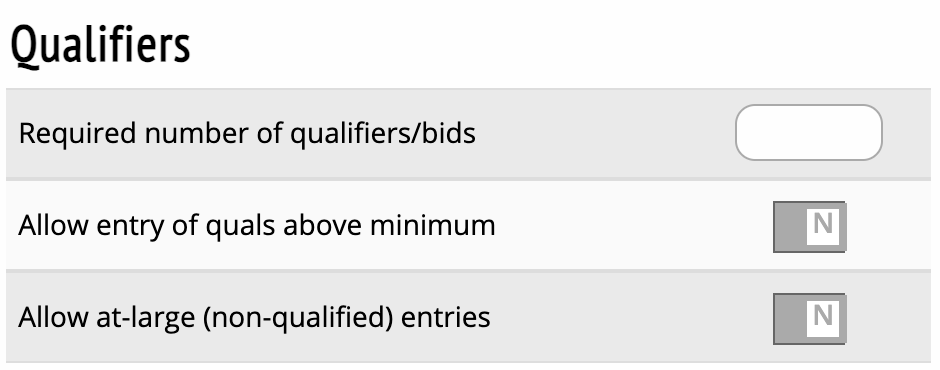 Qualifiers
Required number of qualifiers/bids
Allow entry of quals above minimum N
Allow at-large (non-qualified) entries N